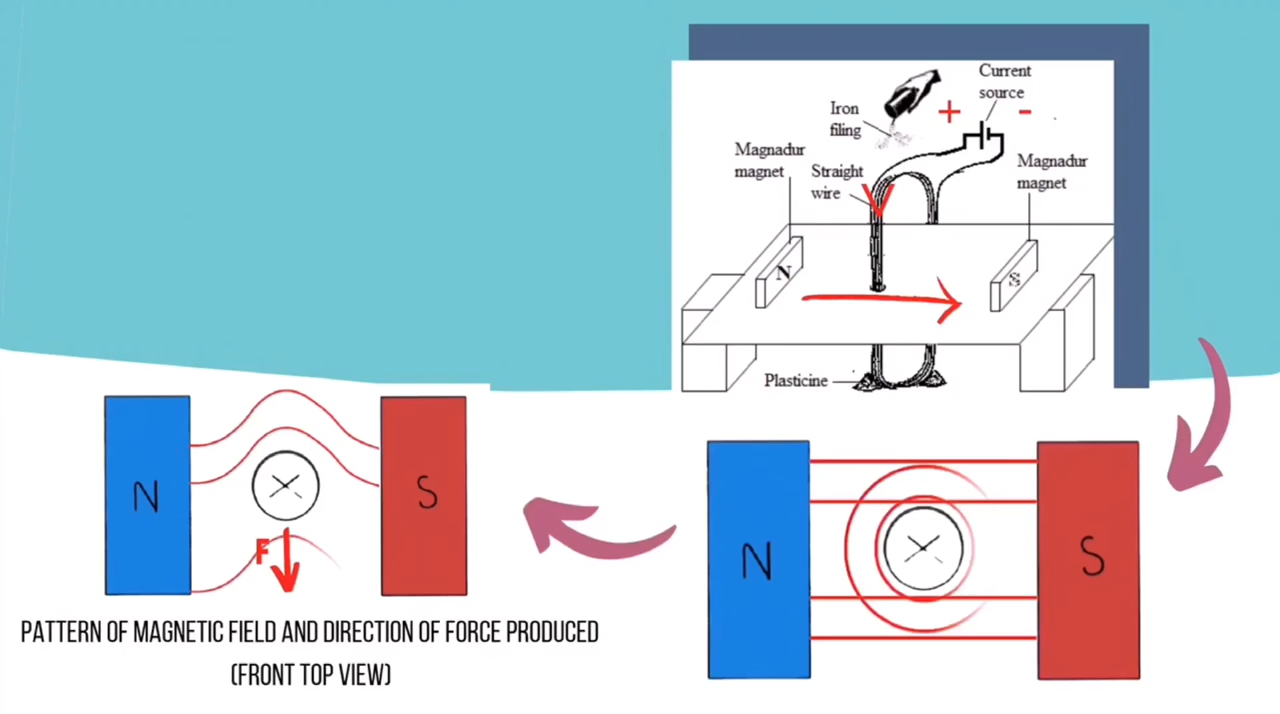 Current
source
+ -
Iron
filing
Magnadur
magnet
Straight
wire
Magnadur
magnet
N
S
Plasticine
N
S
F
PATTERN OF MAGNETIC FIELD AND DIRECTION OF FORCE PRODUCED
(FRONT TOP VIEW)
N
S